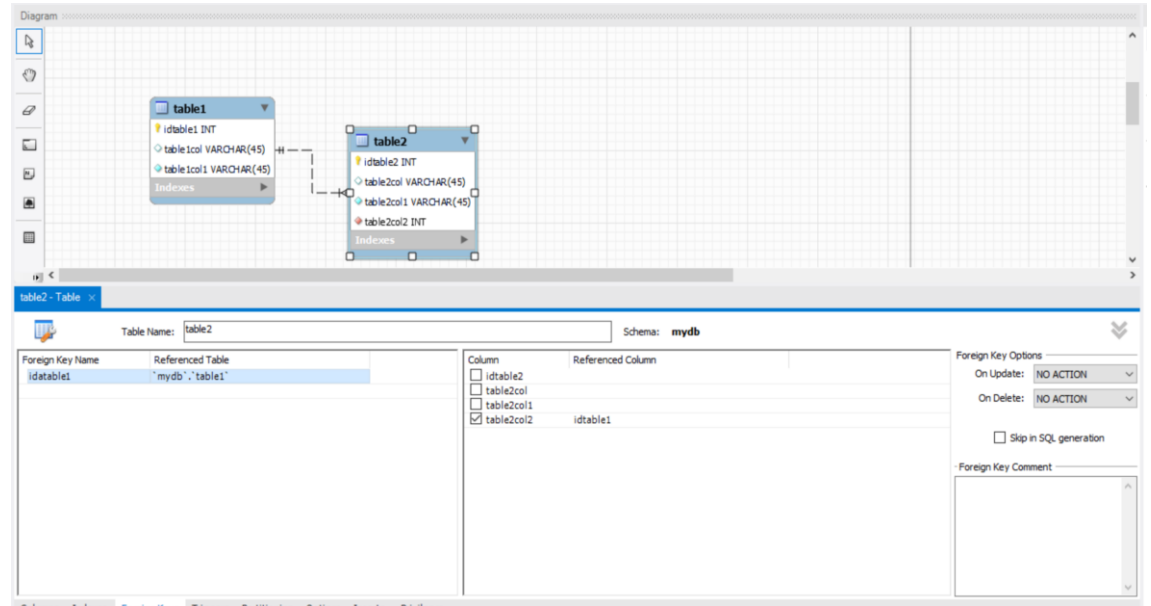 Diagram
table1
idtable1 INT
table1col VARCHAR(45)
table1col1 VARCHAR(45)
Indexes
table2
idtable2 INT
table2col VARCHAR(45)
table2col1 VARCHAR(45)
table2col2 INT
Indexes
table2 - Table ×
Table Name: table2 Schema: mydb
Foreign Key Name Referenced Table
idatable1 `mydb`.`table1`
Column Referenced Column
idtable2
table2col
table2col1
table2col2 idtable1
Foreign Key Options
On Update: NO ACTION
On Delete: NO ACTION
Skip in SQL generation
Foreign Key Comment